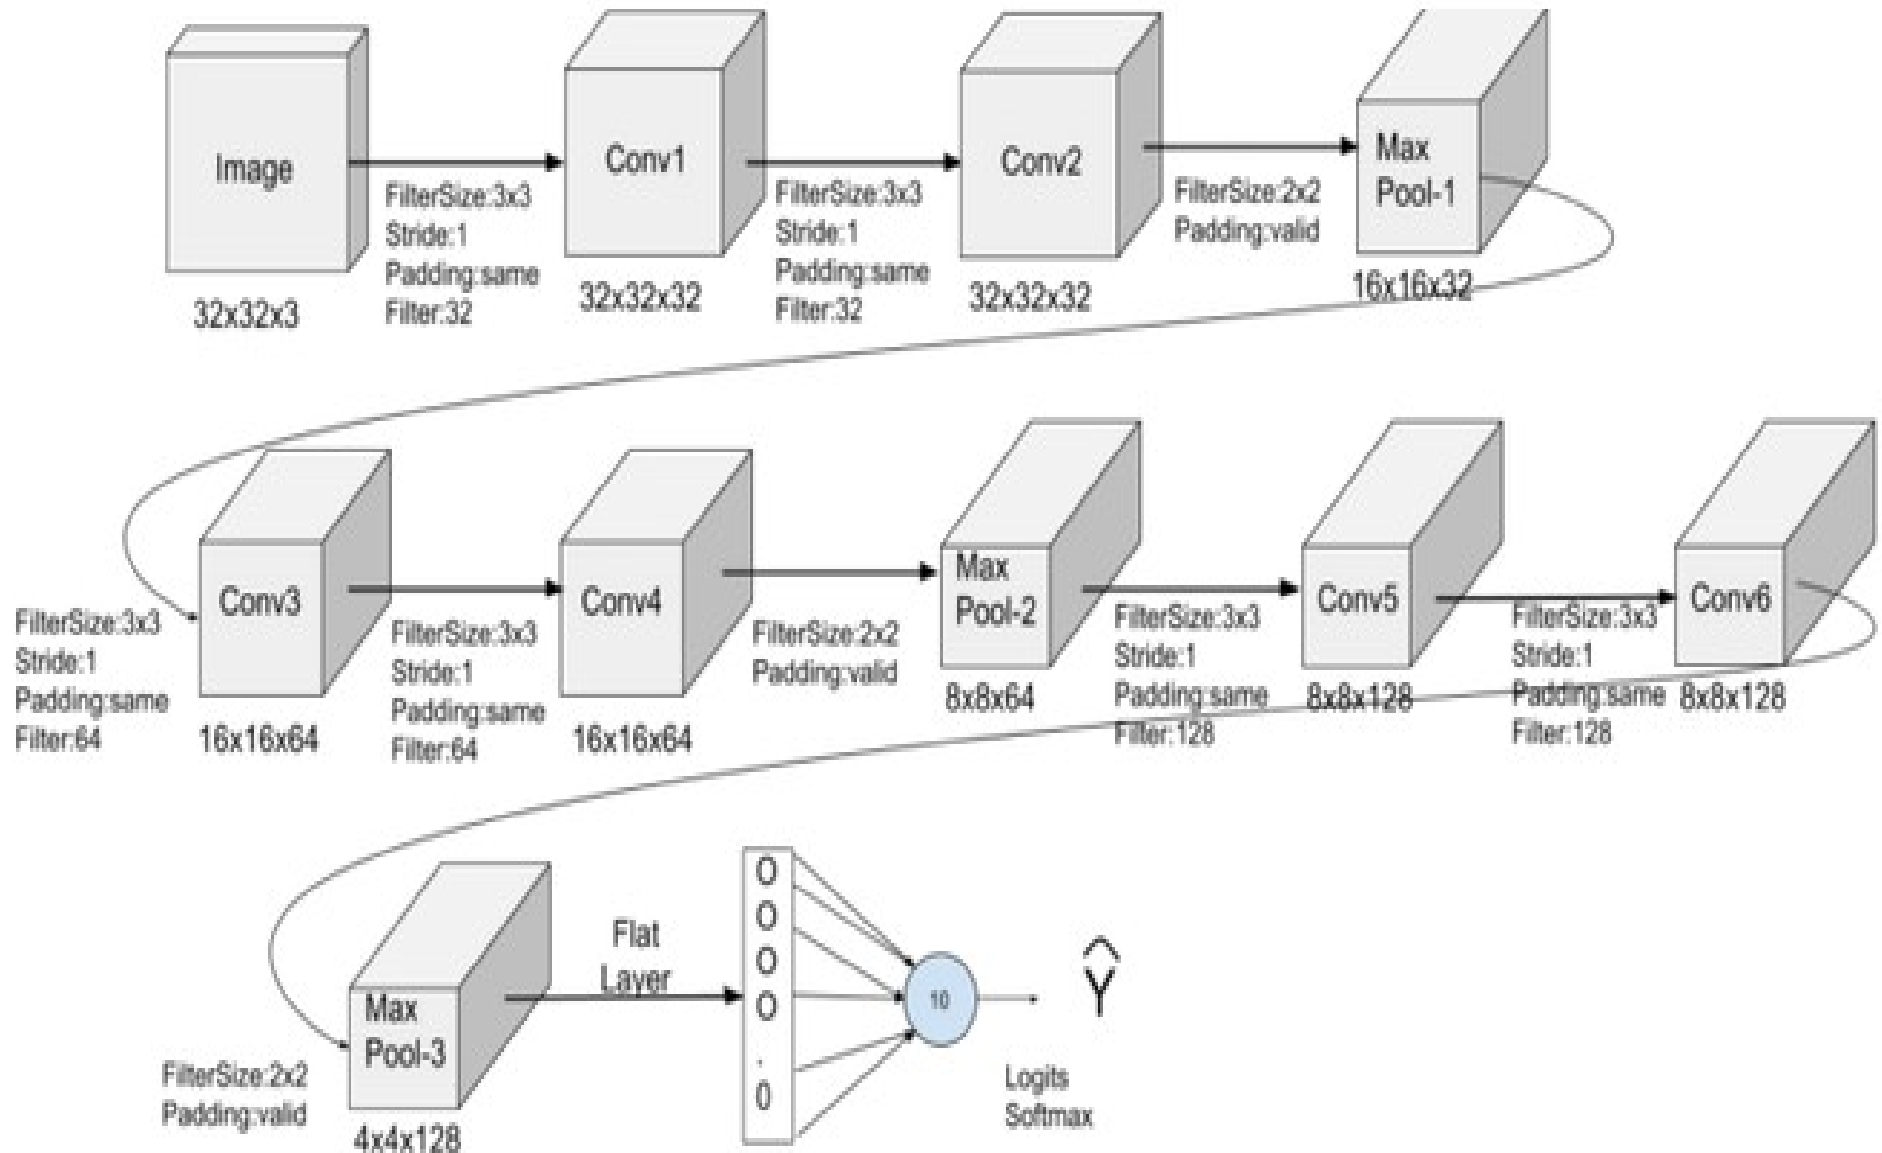 Image
32x32x3
FilterSize:3x3
Stride:1
Padding:same
Filter:32
Conv1
32x32x32
FilterSize:3x3
Stride:1
Padding:same
Filter:32
Conv2
32x32x32
FilterSize:2x2
Padding:valid
Max
Pool-1
16x16x32
FilterSize:3x3
Stride:1
Padding:same
Filter:64
Conv3
16x16x64
FilterSize:3x3
Stride:1
Padding:same
Filter:64
Conv4
16x16x64
FilterSize:2x2
Padding:valid
Max
Pool-2
8x8x64
FilterSize:3x3
Stride:1
Padding:same
Filter:128
Conv5
8x8x128
FilterSize:3x3
Stride:1
Padding:same
Filter:128
Conv6
8x8x128
FilterSize:2x2
Padding:valid
Max
Pool-3
4x4x128
Flat
Layer
O
O
O
O
.
0
10
Ŷ
Logits
Softmax